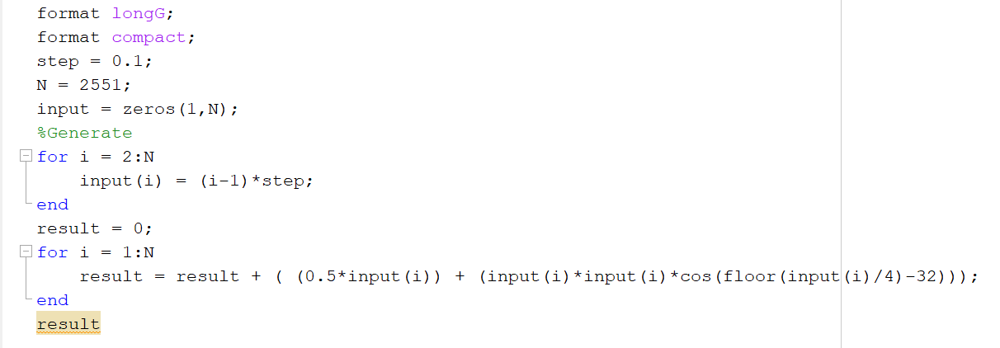 format longG;
format compact;
step = 0.1;
N = 2551;
input = zeros(1,N);
%Generate
for i = 2:N
    input(i) = (i-1)*step;
end
result = 0;
for i = 1:N
    result = result + ( (0.5*input(i)) + (input(i)*input(i)*cos(floor(input(i)/4)-32)));
end
result